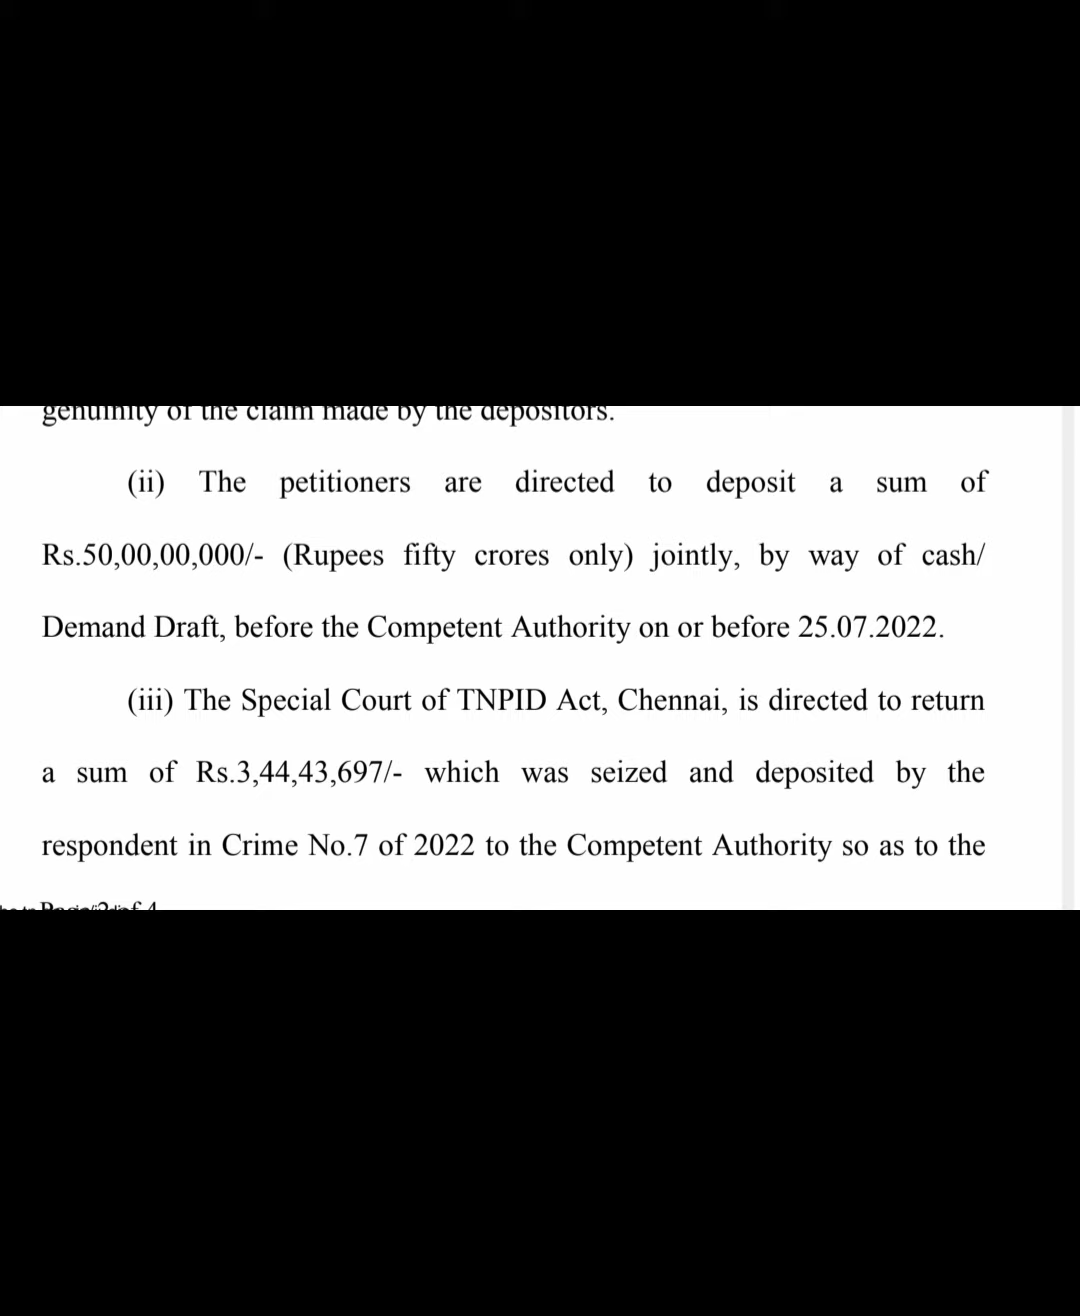 genuinity of the claim made by the depositors.
(ii) The petitioners are directed to deposit a sum of
Rs.50,00,00,000/- (Rupees fifty crores only) jointly, by way of cash/
Demand Draft, before the Competent Authority on or before 25.07.2022.
(iii) The Special Court of TNPID Act, Chennai, is directed to return
a sum of Rs.3,44,43,697/- which was seized and deposited by the
respondent in Crime No.7 of 2022 to the Competent Authority so as to the